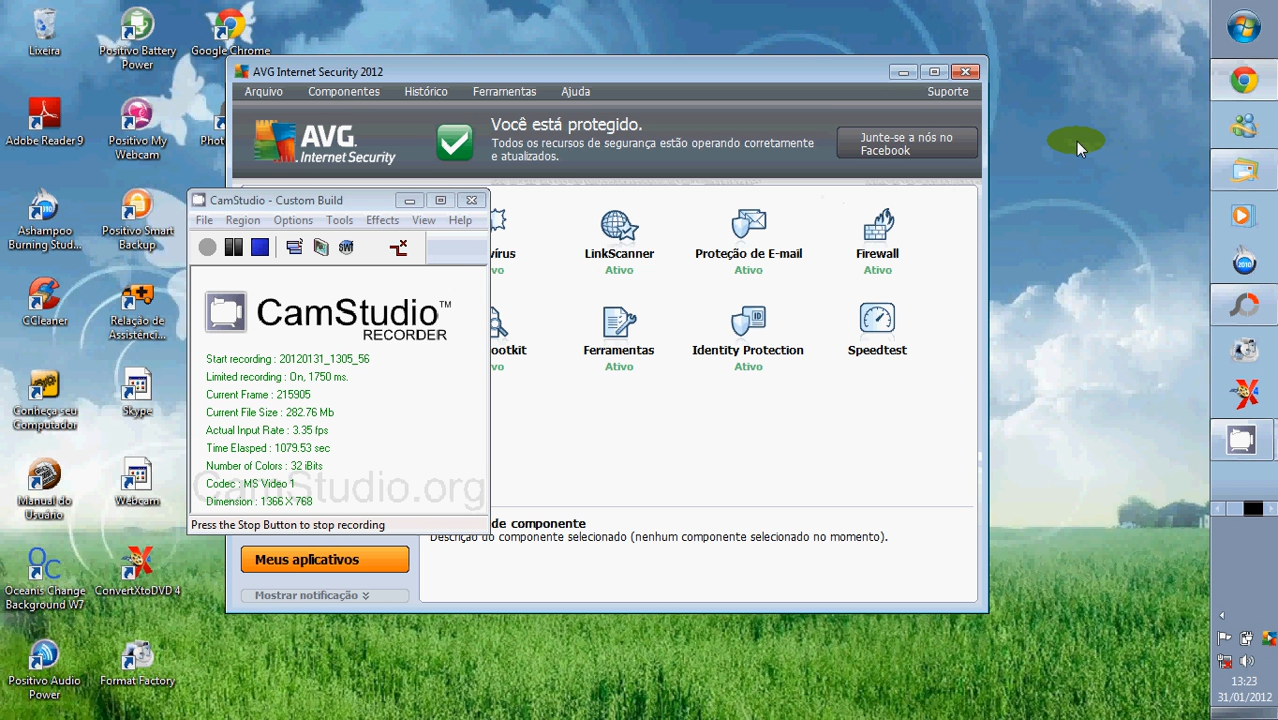 Lixeira
Positivo Battery
Power
Google Chrome
Adobe Reader 9
Positivo My
Webcam
Phot
Ashampoo
Burning Stud...
Positivo Smart
Backup
CCleaner
Relação de
Assistênci...
Conheça seu
Computador
Skype
Manual do
Usuário
Webcam
Oceanis Change
Background W7
ConvertXtoDVD 4
Positivo Audio
Power
Format Factory
AVG Internet Security 2012
Arquivo Componentes Histórico Ferramentas Ajuda Suporte
AVG.
Internet Security
Você está protegido.
Todos os recursos de segurança estão operando corretamente
e atualizados.
Junte-se a nós no
Facebook
CamStudio - Custom Build
File Region Options Tools Effects View Help
CamStudio™
RECORDER
Start recording : 20120131_1305_56
Limited recording : On, 1750 ms.
Current Frame : 215905
Current File Size : 282.76 Mb
Actual Input Rate : 3.35 fps
Time Elasped : 1079.53 sec
Number of Colors : 32 iBits
Codec : MS Video 1
Dimension : 1366 X 768
CamStudio.org
Press the Stop Button to stop recording
írus LinkScanner Proteção de E-mail Firewall
vo Ativo Ativo Ativo
ootkit Ferramentas Identity Protection Speedtest
vo Ativo Ativo
de componente
Descrição do componente selecionado (nenhum componente selecionado no momento).
Meus aplicativos
Mostrar notificação
13:23
31/01/2012